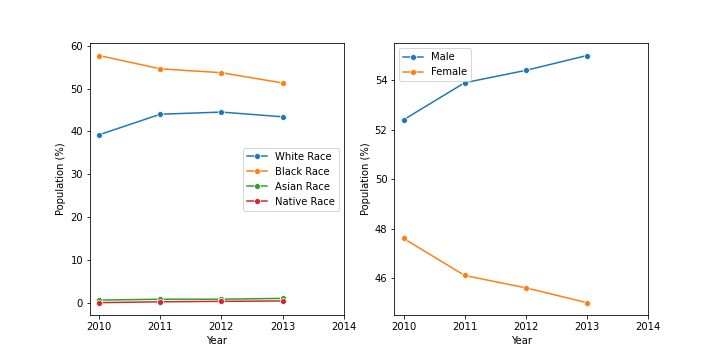 60
50
40
30
20
10
0
Population (%)
White Race
Black Race
Asian Race
Native Race
2010 2011 2012 2013 2014
Year
54
52
50
48
46
Population (%)
Male
Female
2010 2011 2012 2013 2014
Year